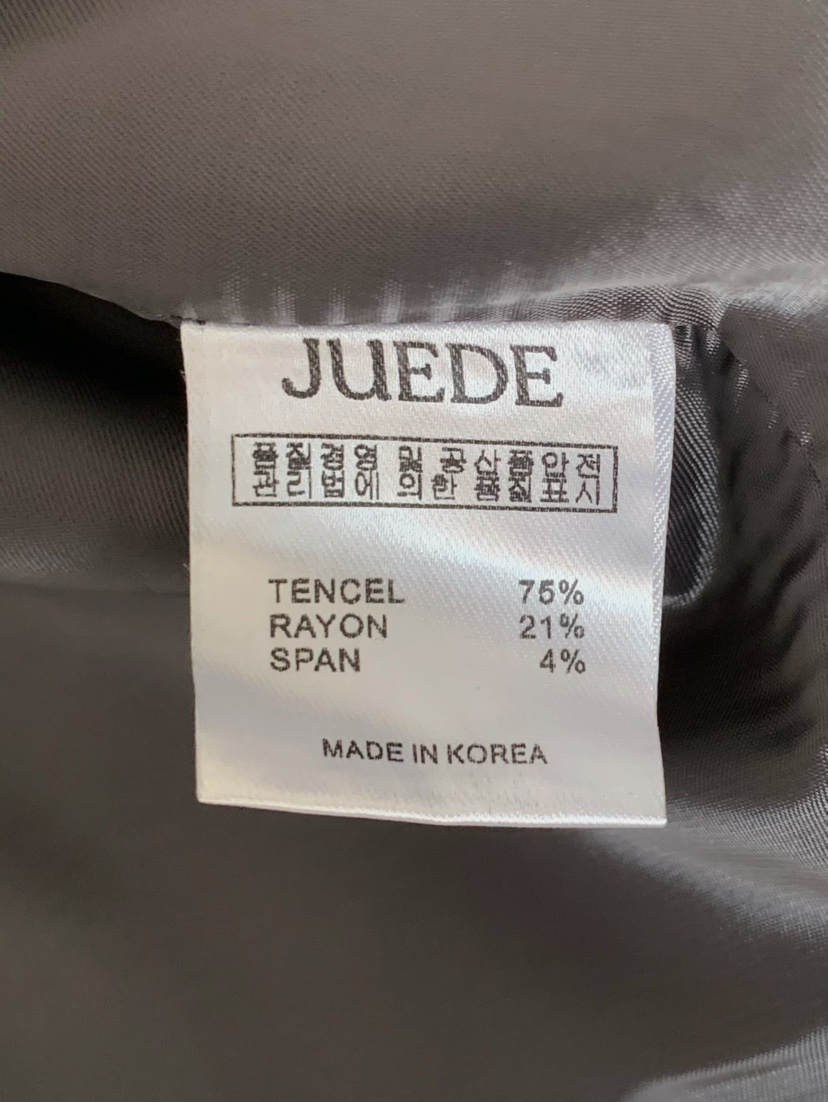 JUEDE
품질경영 및 공산품안전
관리법에 의한 품질표시
TENCEL 75%
RAYON 21%
SPAN 4%
MADE IN KOREA